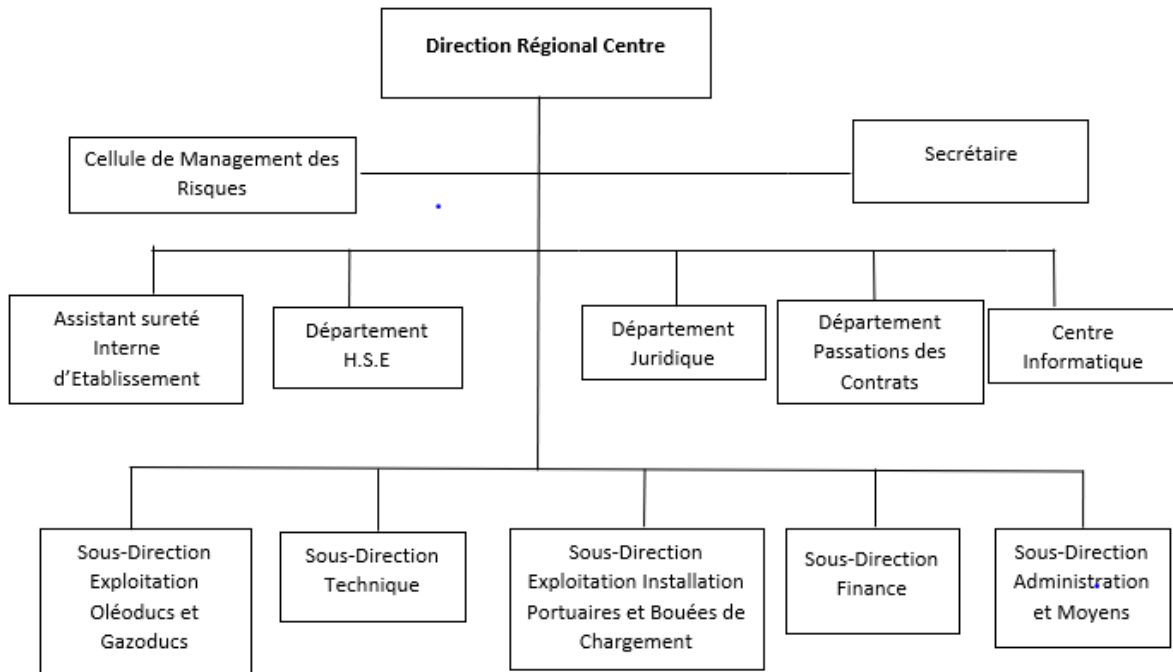 Direction Régional Centre
Cellule de Management des
Risques
Secrétaire
Assistant sureté
Interne
d’Etablissement
Département
H.S.E
Département
Juridique
Département
Passations des
Contrats
Centre
Informatique
Sous-Direction
Exploitation
Oléoducs et
Gazoducs
Sous-Direction
Technique
Sous-Direction
Exploitation Installation
Portuaires et Bouées de
Chargement
Sous-Direction
Finance
Sous-Direction
Administration
et Moyens